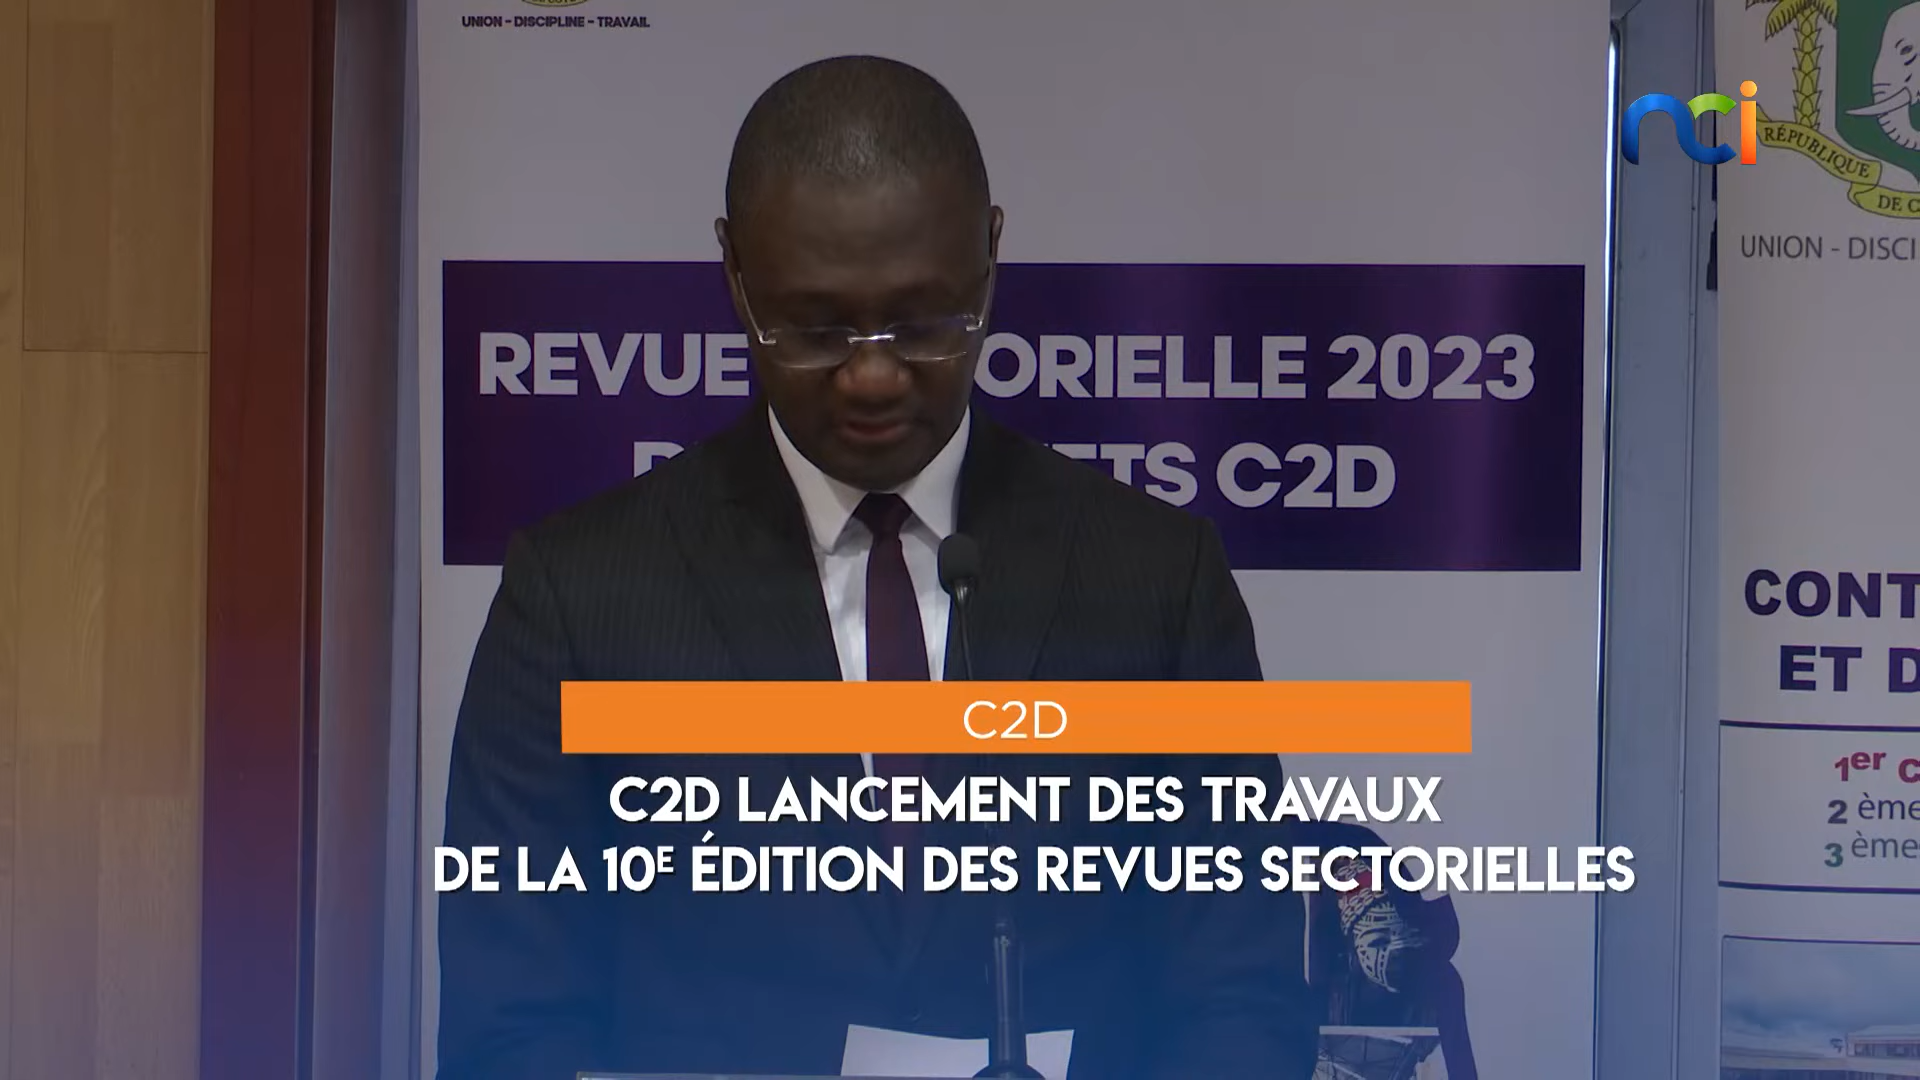 UNION - DISCIPLINE - TRAVAIL
nci
RÉPUBLIQUE
DE C
UNION - DISCI
REVUE ORIELLE 2023
ETS C2D
CONT
ET D
1er C
2 ème
3 ème
C2D
C2D LANCEMENT DES TRAVAUX
DE LA 10E ÉDITION DES REVUES SECTORIELLES